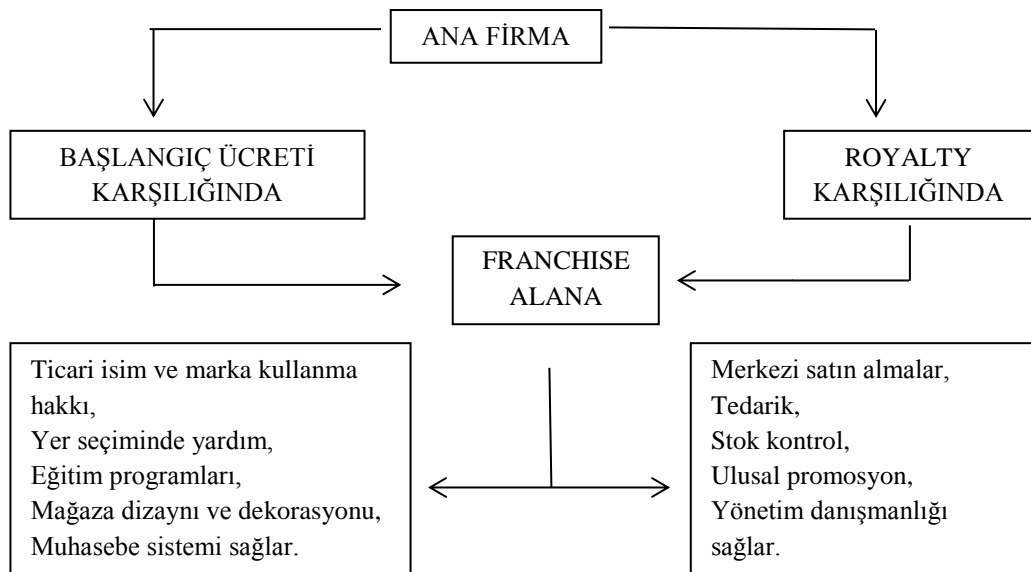 ANA FİRMA
BAŞLANGIÇ ÜCRETİ
KARŞILIĞINDA
ROYALTY
KARŞILIĞINDA
FRANCHISE
ALANA
Ticari isim ve marka kullanma
hakkı,
Yer seçiminde yardım,
Eğitim programları,
Mağaza dizaynı ve dekorasyonu,
Muhasebe sistemi sağlar.
Merkezi satın almalar,
Tedarik,
Stok kontrol,
Ulusal promosyon,
Yönetim danışmanlığı
sağlar.